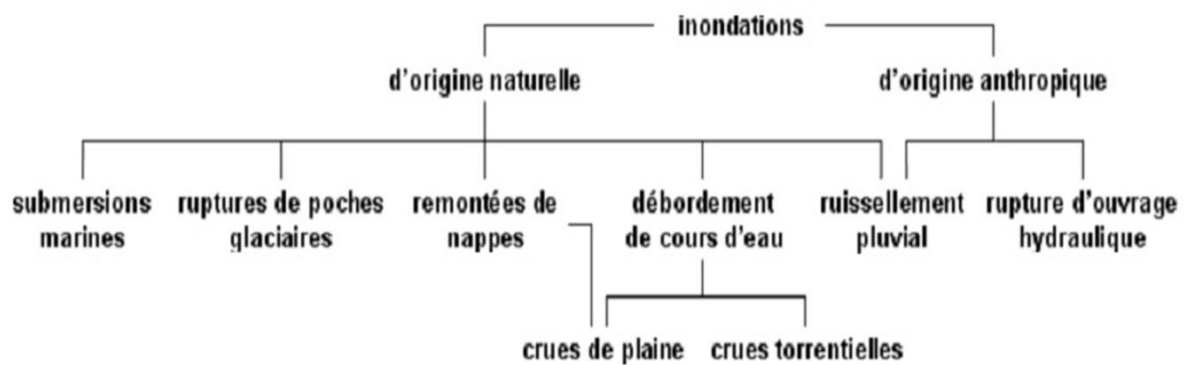 inondations
d'origine naturelle
d'origine anthropique
submersions
marines
ruptures de poches
glaciaires
remontées de
nappes
débordement
de cours d'eau
ruissellement
pluvial
rupture d'ouvrage
hydraulique
crues de plaine
crues torrentielles